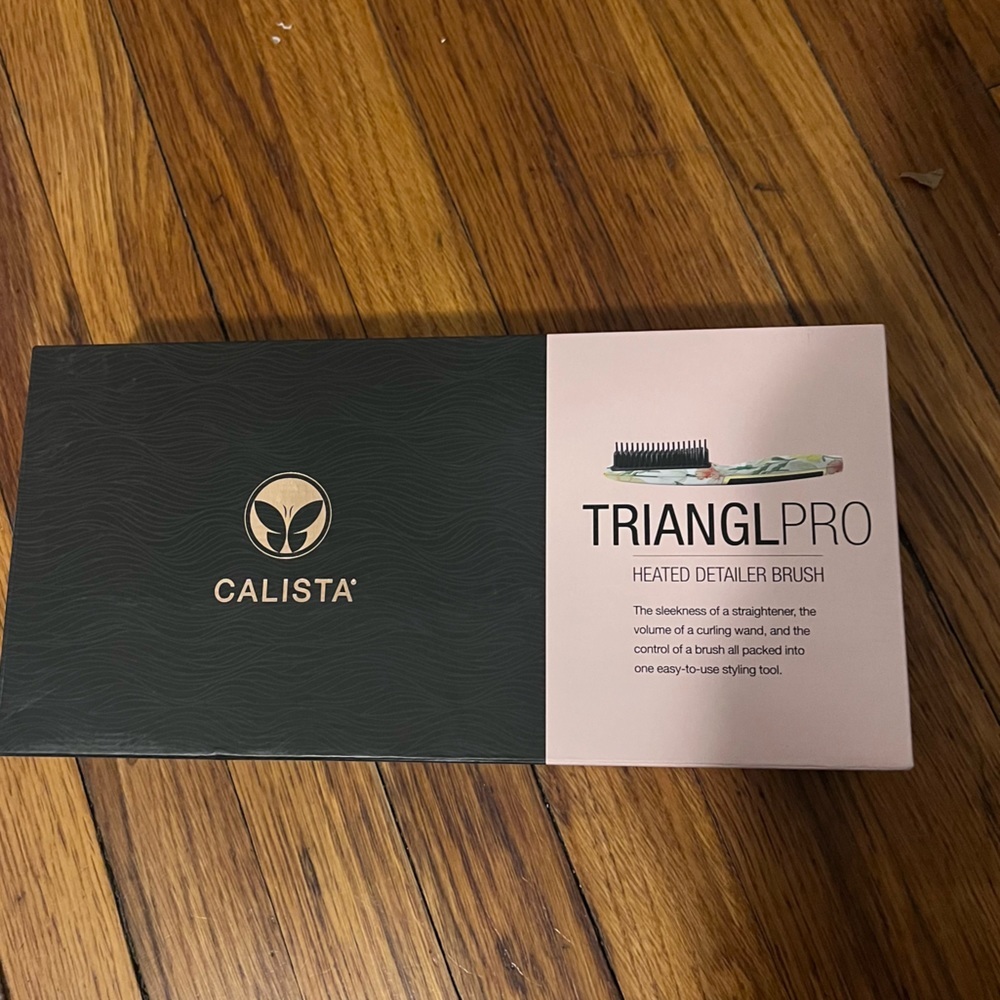 CALISTA
TRIANGLPRO
HEATED DETAILER BRUSH
The sleekness of a straightener, the
volume of a curling wand, and the
control of a brush all packed into
one easy-to-use styling tool.